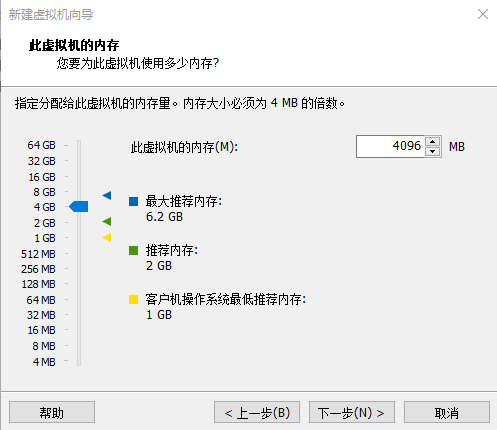 新建虚拟机向导
此虚拟机的内存
您要为此虚拟机使用多少内存?
指定分配给此虚拟机的内存量。内存大小必须为 4 MB 的倍数。
64 GB
32 GB
16 GB
8 GB
4 GB
2 GB
1 GB
512 MB
256 MB
128 MB
64 MB
32 MB
16 MB
8 MB
4 MB
此虚拟机的内存(M): 4096 MB
最大推荐内存:
6.2 GB
推荐内存:
2 GB
客户机操作系统最低推荐内存:
1 GB
帮助 < 上一步(B) 下一步(N) > 取消